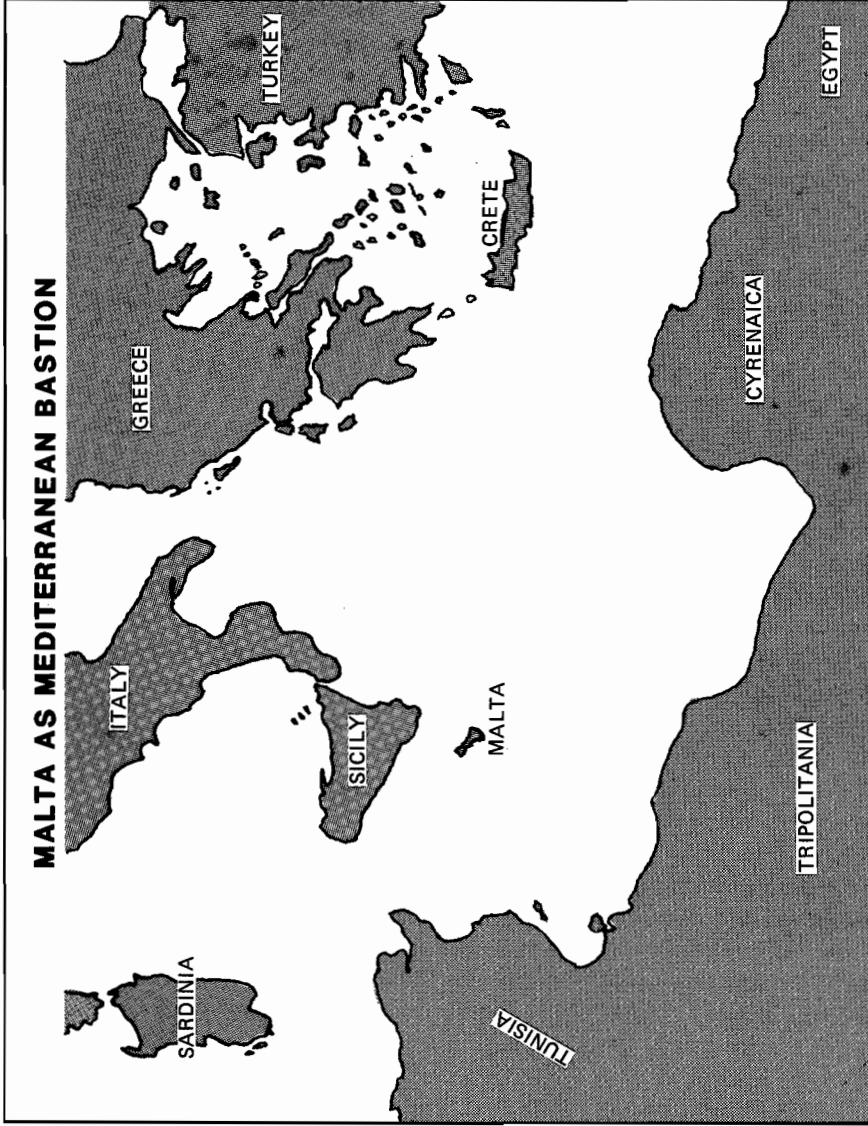 MALTA AS MEDITERRANEAN BASTION
ITALY
GREECE
TURKEY
SARDINIA
SICILY
CRETE
MALTA
TUNISIA
CYRENAICA
TRIPOLITANIA
EGYPT